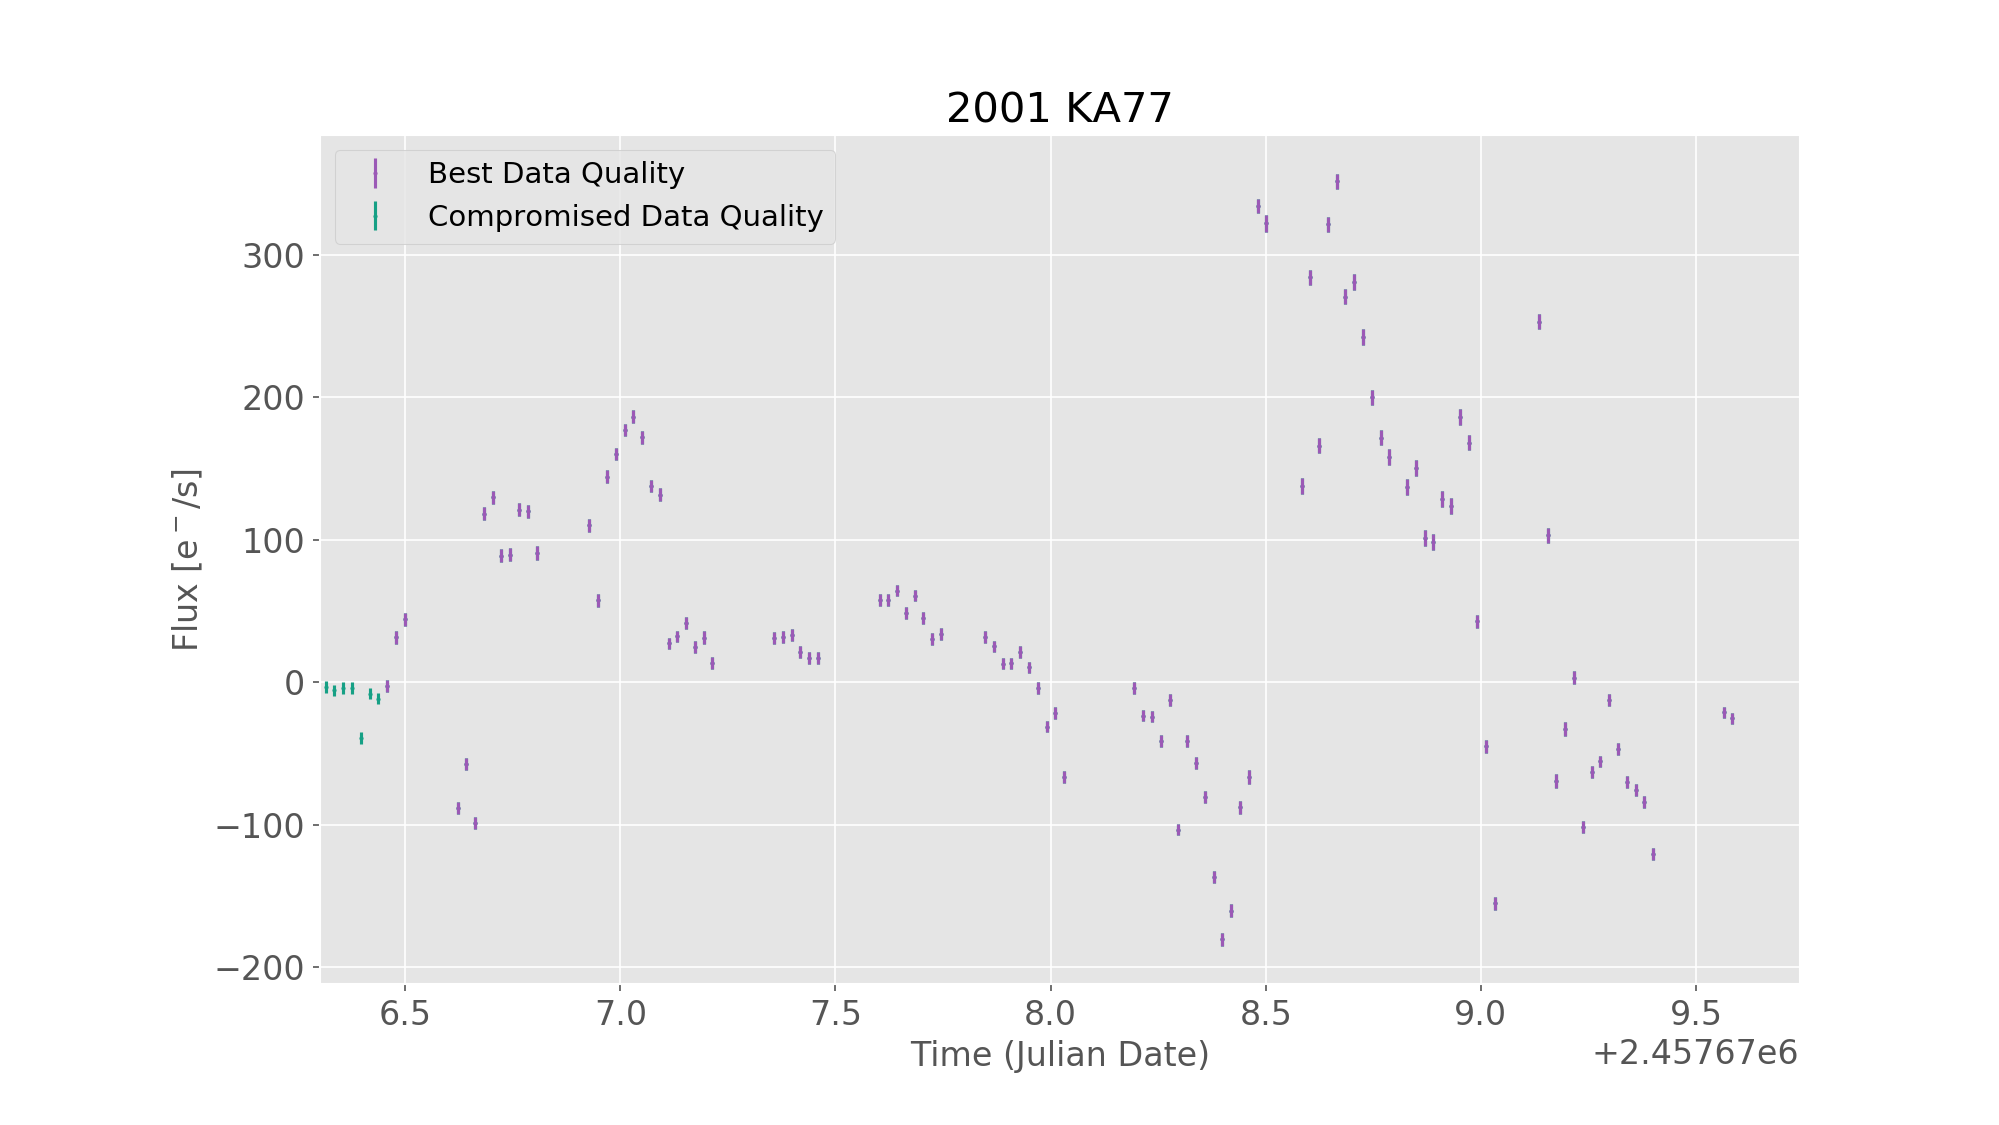 2001 KA77
Best Data Quality
Compromised Data Quality
Flux [e⁻/s]
300
200
100
0
−100
−200
6.5 7.0 7.5 8.0 8.5 9.0 9.5
Time (Julian Date)
+2.45767e6